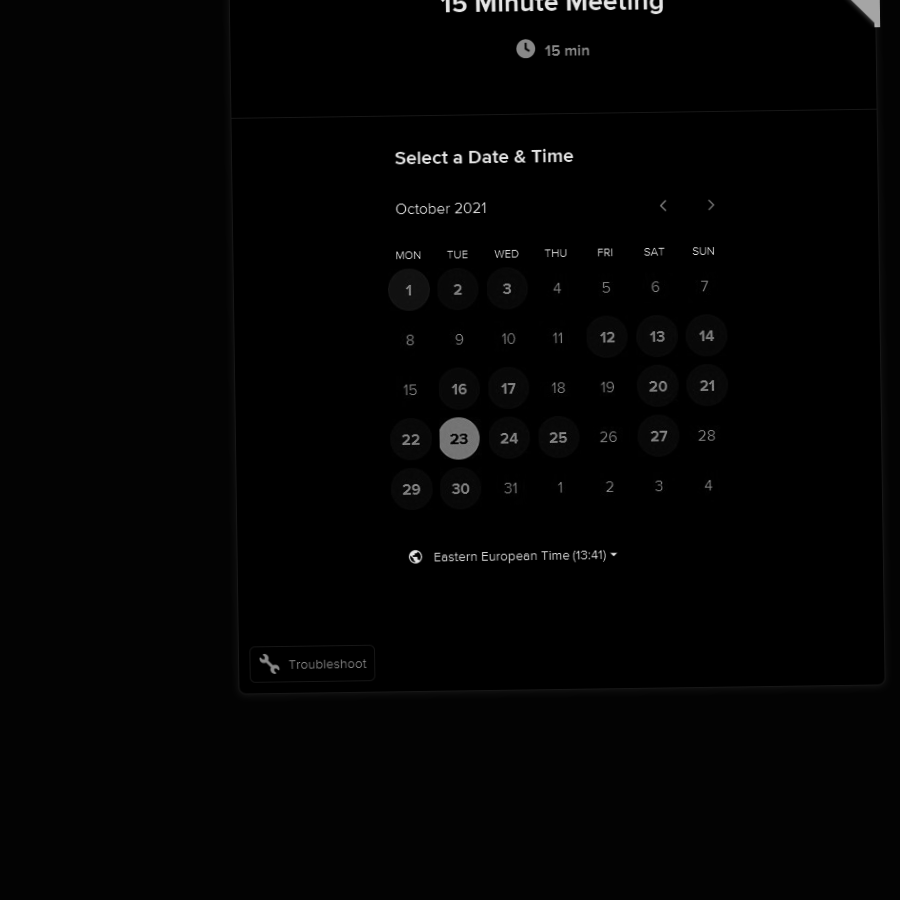 15 Minute Meeting
15 min
Select a Date & Time
October 2021
MON TUE WED THU FRI SAT SUN
1 2 3 4 5 6 7
8 9 10 11 12 13 14
15 16 17 18 19 20 21
22 23 24 25 26 27 28
29 30 31 1 2 3 4
Eastern European Time (13:41)
Troubleshoot